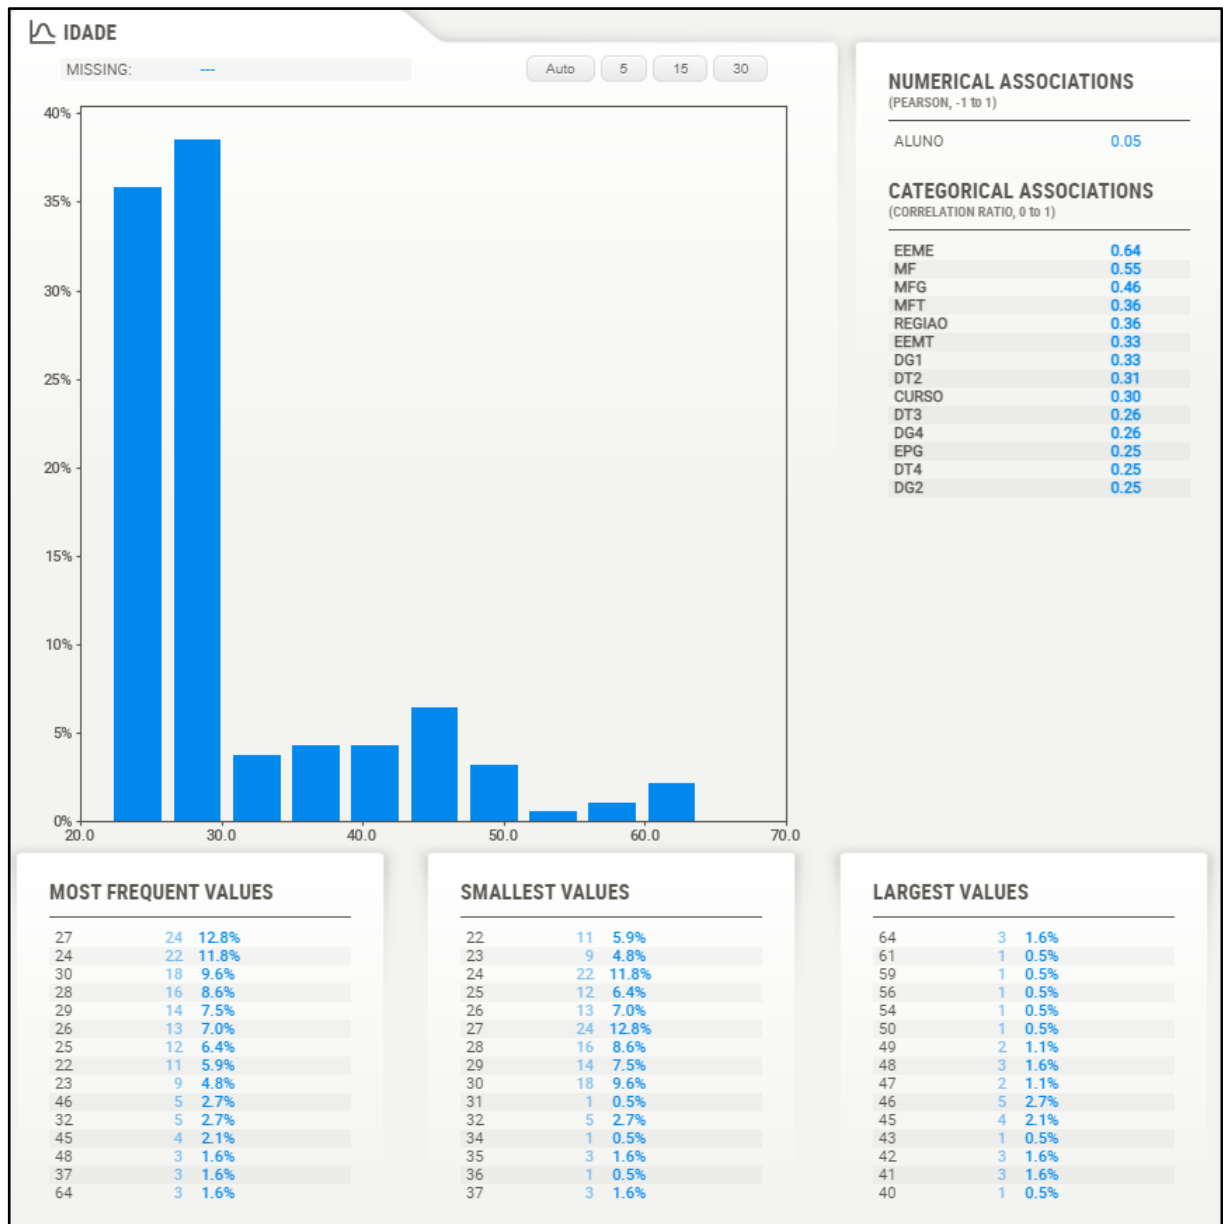 IDADE
MISSING: ---
Auto 5 15 30
40%
35%
30%
25%
20%
15%
10%
5%
0%
20.0 30.0 40.0 50.0 60.0 70.0
NUMERICAL ASSOCIATIONS
(PEARSON, -1 to 1)
ALUNO 0.05
CATEGORICAL ASSOCIATIONS
(CORRELATION RATIO, 0 to 1)
EEME 0.64
MF 0.55
MFG 0.46
MFT 0.36
REGIAO 0.36
EEMT 0.33
DG1 0.33
DT2 0.31
CURSO 0.30
DT3 0.26
DG4 0.26
EPG 0.25
DT4 0.25
DG2 0.25
MOST FREQUENT VALUES
27 24 12.8%
24 22 11.8%
30 18 9.6%
28 16 8.6%
29 14 7.5%
26 13 7.0%
25 12 6.4%
22 11 5.9%
23 9 4.8%
46 5 2.7%
32 5 2.7%
45 4 2.1%
48 3 1.6%
37 3 1.6%
64 3 1.6%
SMALLEST VALUES
22 11 5.9%
23 9 4.8%
24 22 11.8%
25 12 6.4%
26 13 7.0%
27 24 12.8%
28 16 8.6%
29 14 7.5%
30 18 9.6%
31 1 0.5%
32 5 2.7%
34 1 0.5%
35 3 1.6%
36 1 0.5%
37 3 1.6%
LARGEST VALUES
64 3 1.6%
61 1 0.5%
59 1 0.5%
56 1 0.5%
54 1 0.5%
50 1 0.5%
49 2 1.1%
48 3 1.6%
47 2 1.1%
46 5 2.7%
45 4 2.1%
43 1 0.5%
42 3 1.6%
41 3 1.6%
40 1 0.5%